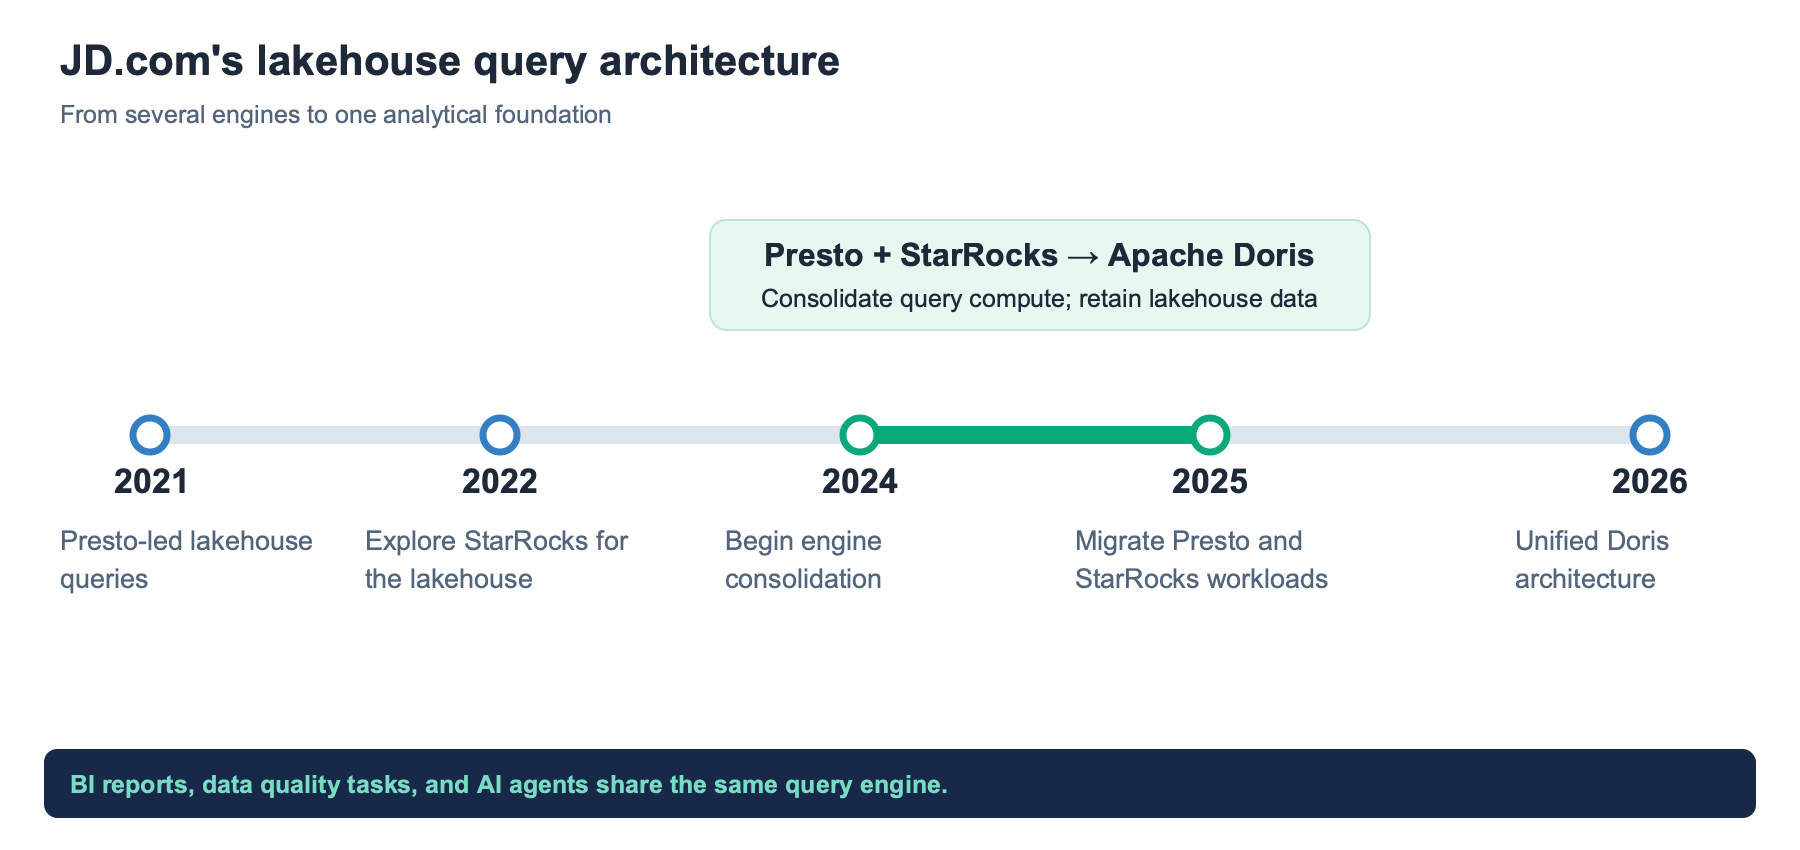 JD.com's lakehouse query architecture
From several engines to one analytical foundation
Presto + StarRocks → Apache Doris
Consolidate query compute; retain lakehouse data
2021
Presto-led lakehouse
queries
2022
Explore StarRocks for
the lakehouse
2024
Begin engine
consolidation
2025
Migrate Presto and
StarRocks workloads
2026
Unified Doris
architecture
BI reports, data quality tasks, and AI agents share the same query engine.